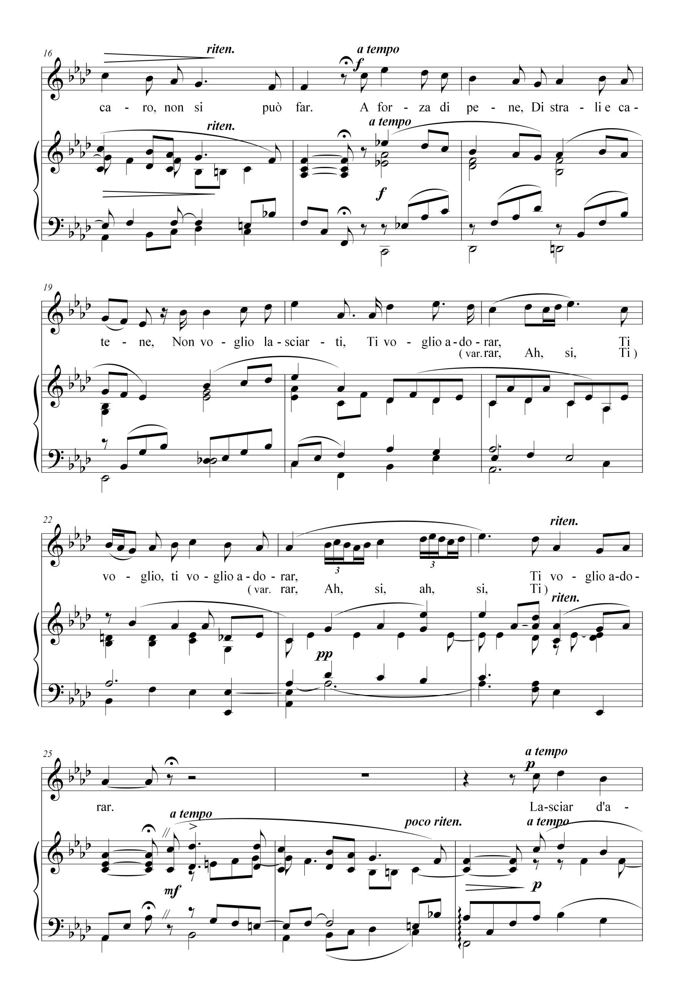 16
riten.
a tempo
f
ca - ro, non si può far. A for - za di pe - ne, Di stra - li e ca -
riten.
a tempo
f
19
te - ne, Non vo - glio la - sciar - ti, Ti vo - glio a - do - rar, Ti
( var. rar, Ah, si, Ti )
22
riten.
3
3
vo - glio, ti vo - glio a - do - rar, Ti vo - glio a - do -
( var. rar, Ah, si, ah, si, Ti )
riten.
pp
25
a tempo
p
rar. La - sciar d'a -
a tempo
poco riten.
a tempo
mf
p